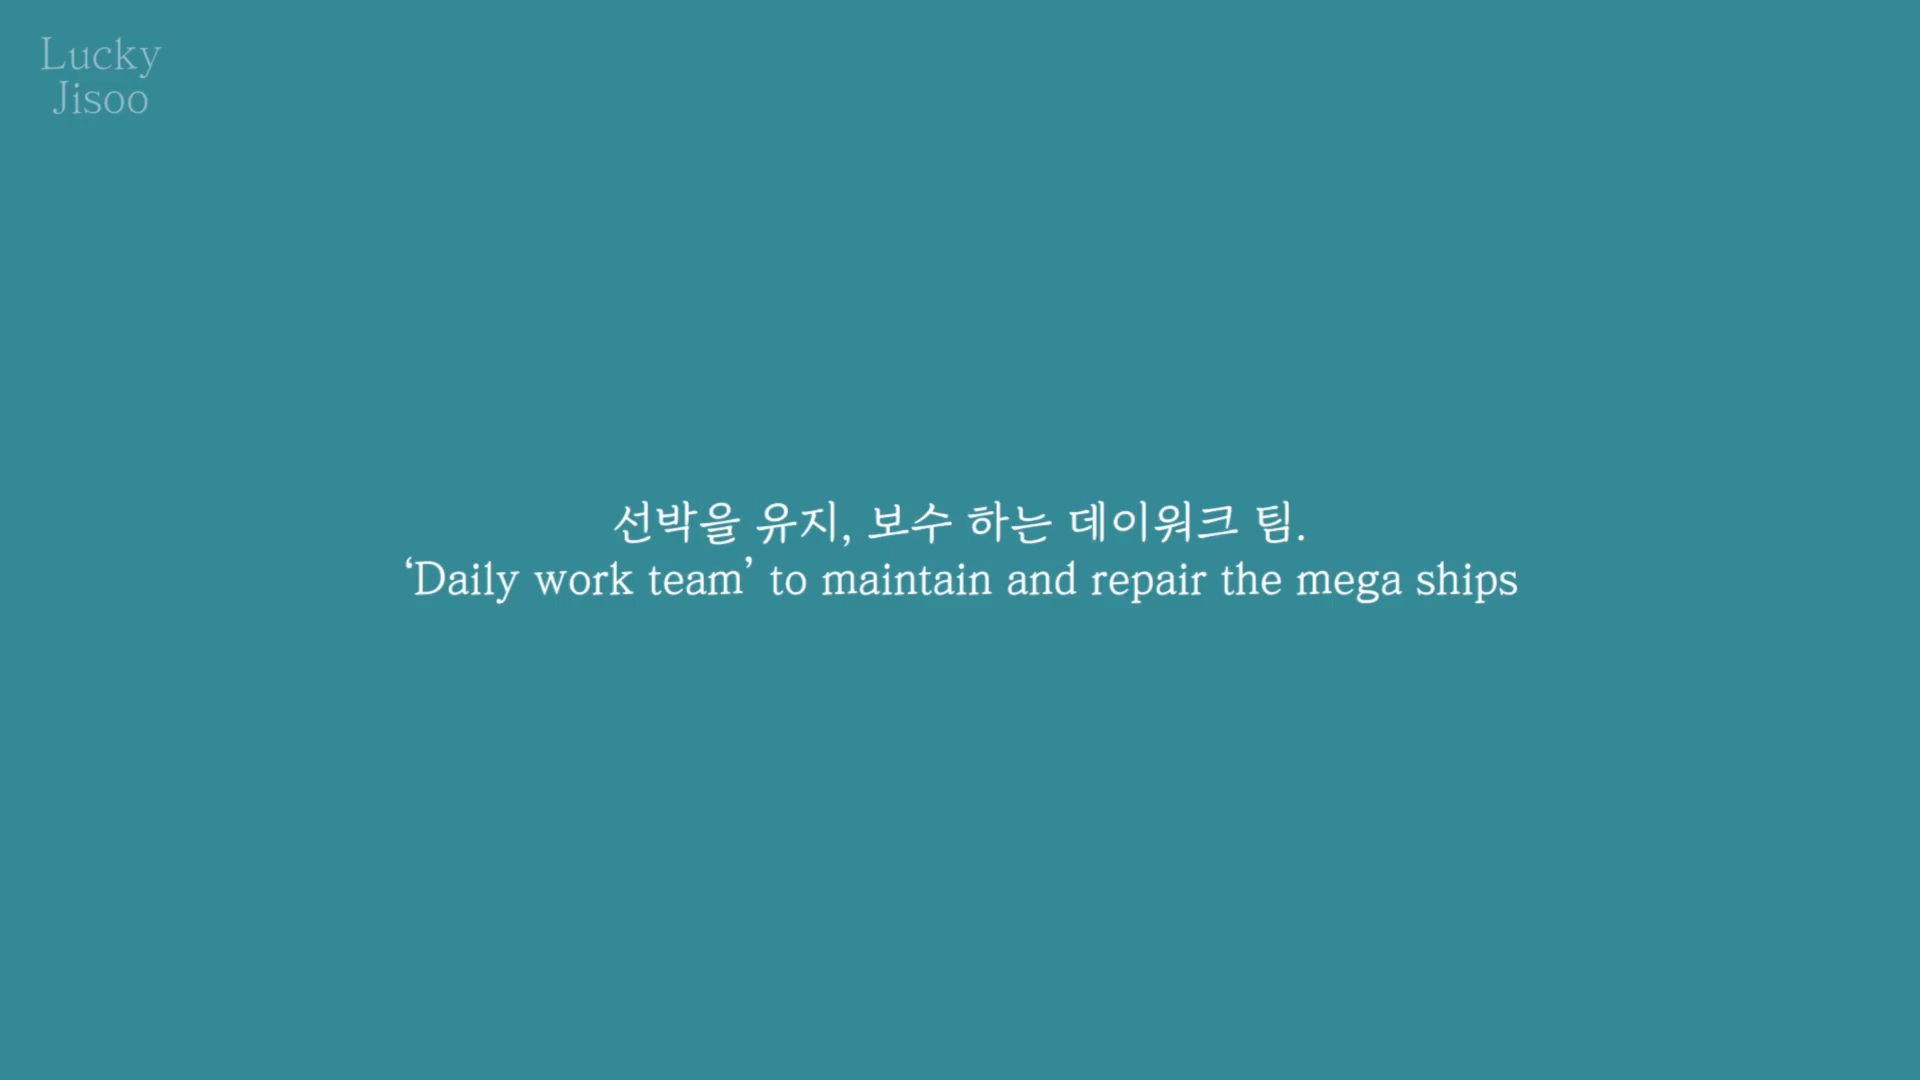 Lucky
Jisoo
선박을 유지, 보수 하는 데이워크 팀.
‘Daily work team’ to maintain and repair the mega ships